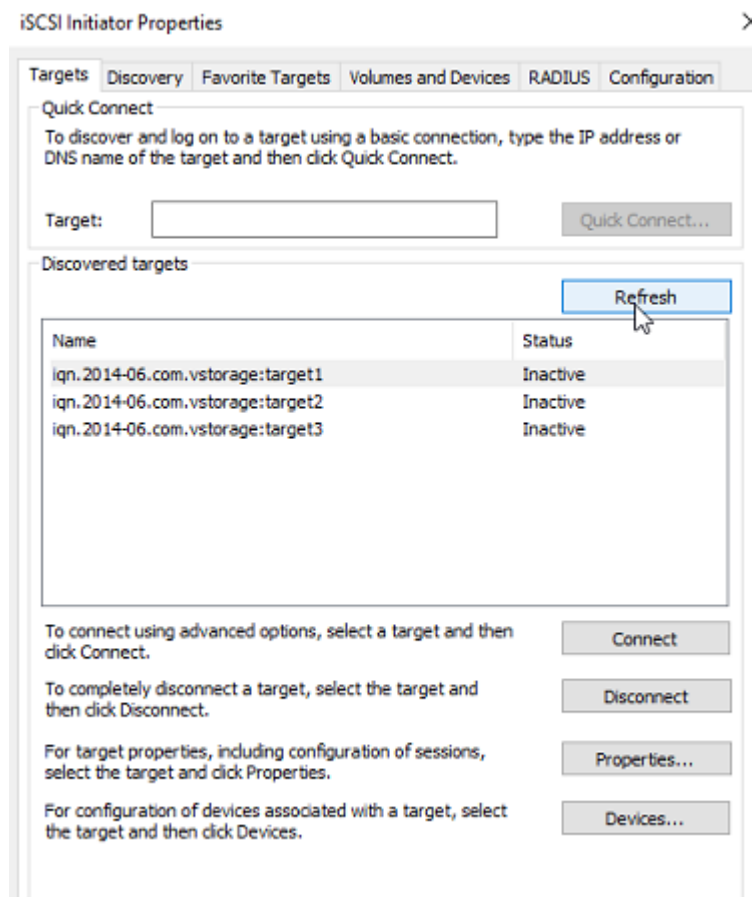 iSCSI Initiator Properties
Targets Discovery Favorite Targets Volumes and Devices RADIUS Configuration
Quick Connect
To discover and log on to a target using a basic connection, type the IP address or
DNS name of the target and then click Quick Connect.
Target: Quick Connect...
Discovered targets
Refresh
Name Status
iqn.2014-06.com.vstorage:target1 Inactive
iqn.2014-06.com.vstorage:target2 Inactive
iqn.2014-06.com.vstorage:target3 Inactive
To connect using advanced options, select a target and then
click Connect.
Connect
To completely disconnect a target, select the target and
then click Disconnect.
Disconnect
For target properties, including configuration of sessions,
select the target and click Properties.
Properties...
For configuration of devices associated with a target, select
the target and then click Devices.
Devices...